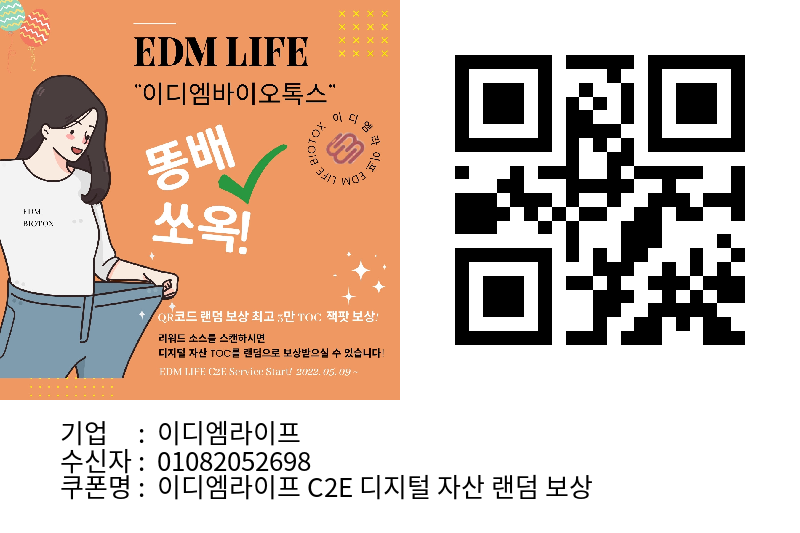 EDM LIFE
"이디엠바이오톡스"
똥배
쏘옥!
이디엠라이프 EDM LIFE BIOTOX
EDM
BIOTOX
QR코드 랜덤 보상 최고 5만 TOC 잭팟 보상!
리워드 소스를 스캔하시면
디지털 자산 TOC를 랜덤으로 보상받으실 수 있습니다!
EDM LIFE C2E Service Start! 2022. 05. 09 ~
기업 : 이디엠라이프
수신자 : 01082052698
쿠폰명 : 이디엠라이프 C2E 디지털 자산 랜덤 보상